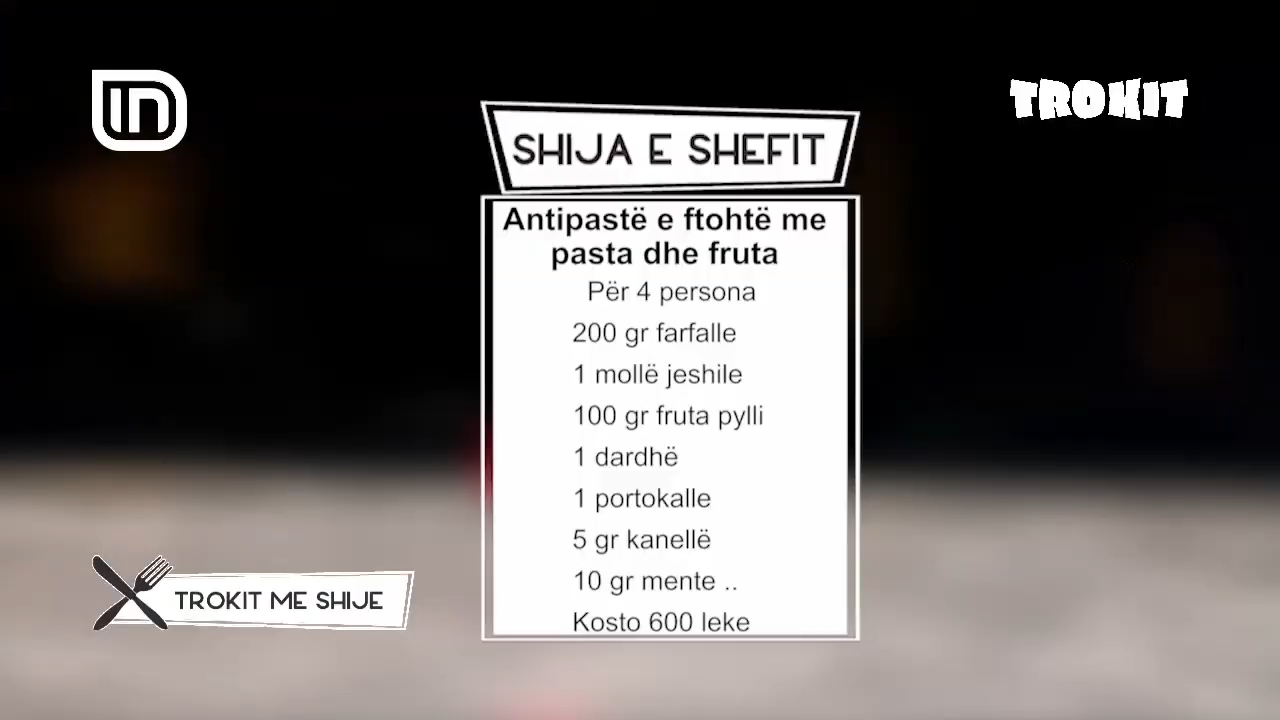 IN
TROKIT
SHIJA E SHEFIT
Antipastë e ftohtë me
pasta dhe fruta
Për 4 persona
200 gr farfalle
1 mollë jeshile
100 gr fruta pylli
1 dardhë
1 portokalle
5 gr kanellë
10 gr mente ..
Kosto 600 leke
TROKIT ME SHIJE